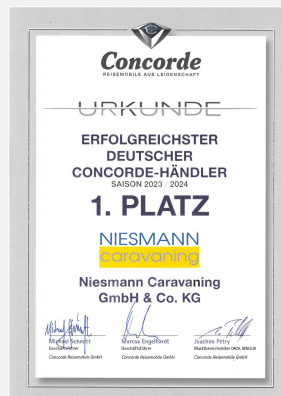 Concorde
REISEMOBILE AUS LEIDENSCHAFT
URKUNDE
ERFOLGREICHSTER
DEUTSCHER
CONCORDE-HÄNDLER
SAISON 2023 / 2024
1. PLATZ
NIESMANN
caravaning
Niesmann Caravaning
GmbH & Co. KG
Michael Schmitt Marcus Engelhardt Joachim Petry
Geschäftsführer Geschäftsführer
Concorde Reisemobile GmbH Concorde Reisemobile GmbH Concorde Reisemobile GmbH